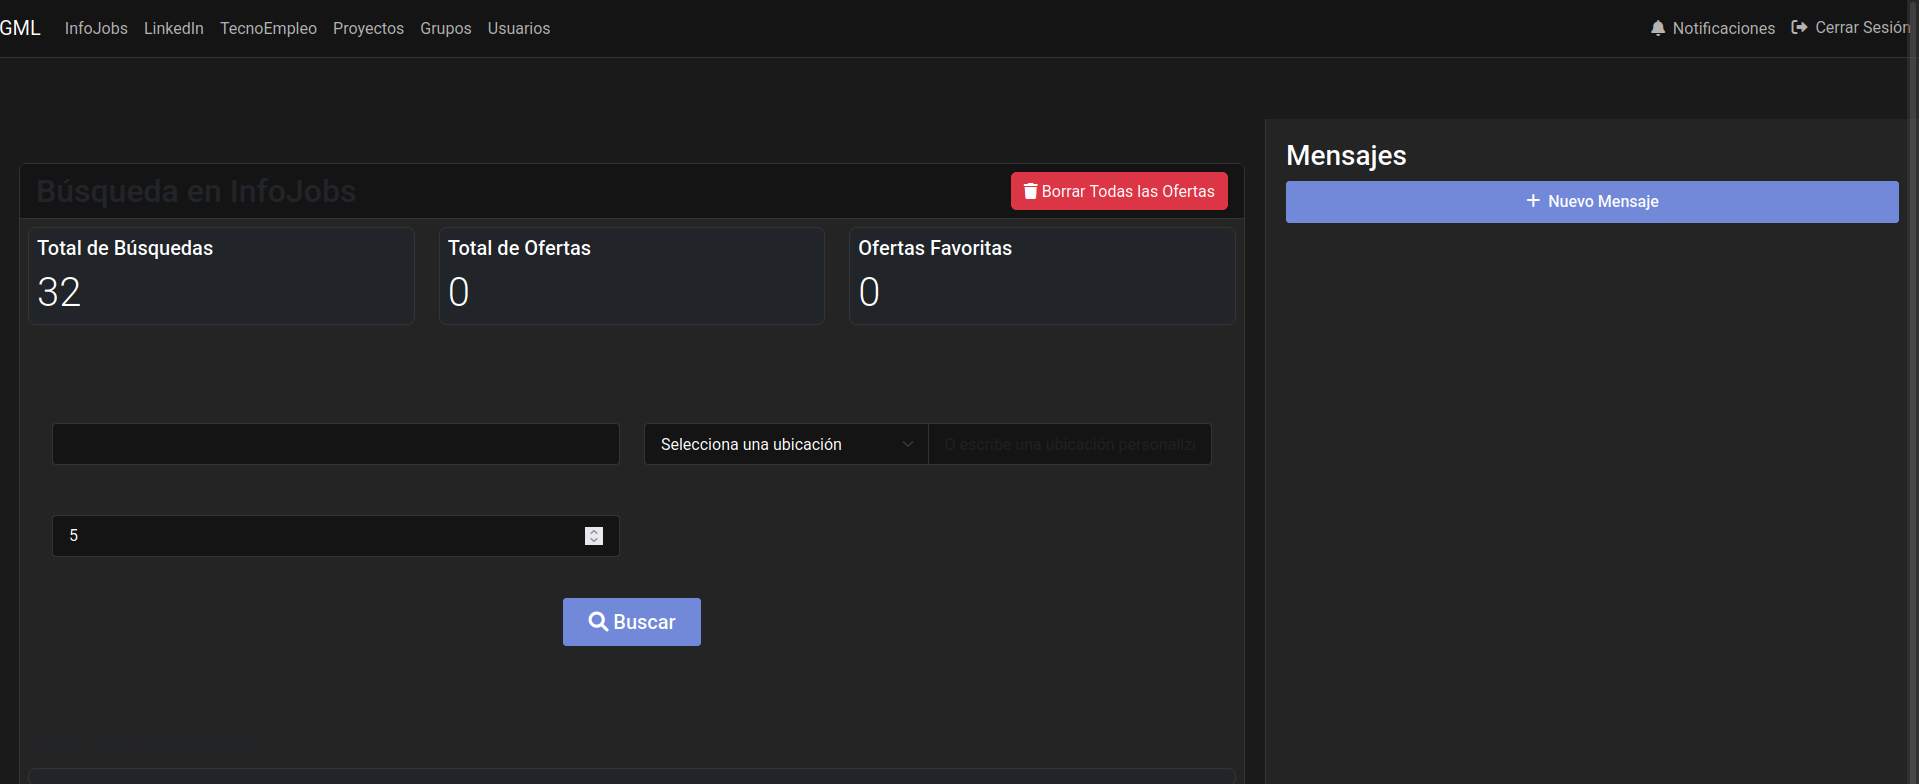 GML InfoJobs LinkedIn TecnoEmpleo Proyectos Grupos Usuarios Notificaciones Cerrar Sesión
Búsqueda en InfoJobs
Borrar Todas las Ofertas
Total de Búsquedas
32
Total de Ofertas
0
Ofertas Favoritas
0
Selecciona una ubicación
O escribe una ubicación personaliz
5
Buscar
Mensajes
+ Nuevo Mensaje